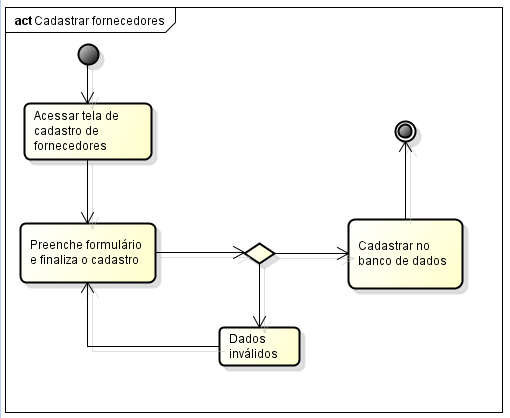 act Cadastrar fornecedores
Acessar tela de
cadastro de
fornecedores
Preenche formulário
e finaliza o cadastro
Cadastrar no
banco de dados
Dados
inválidos